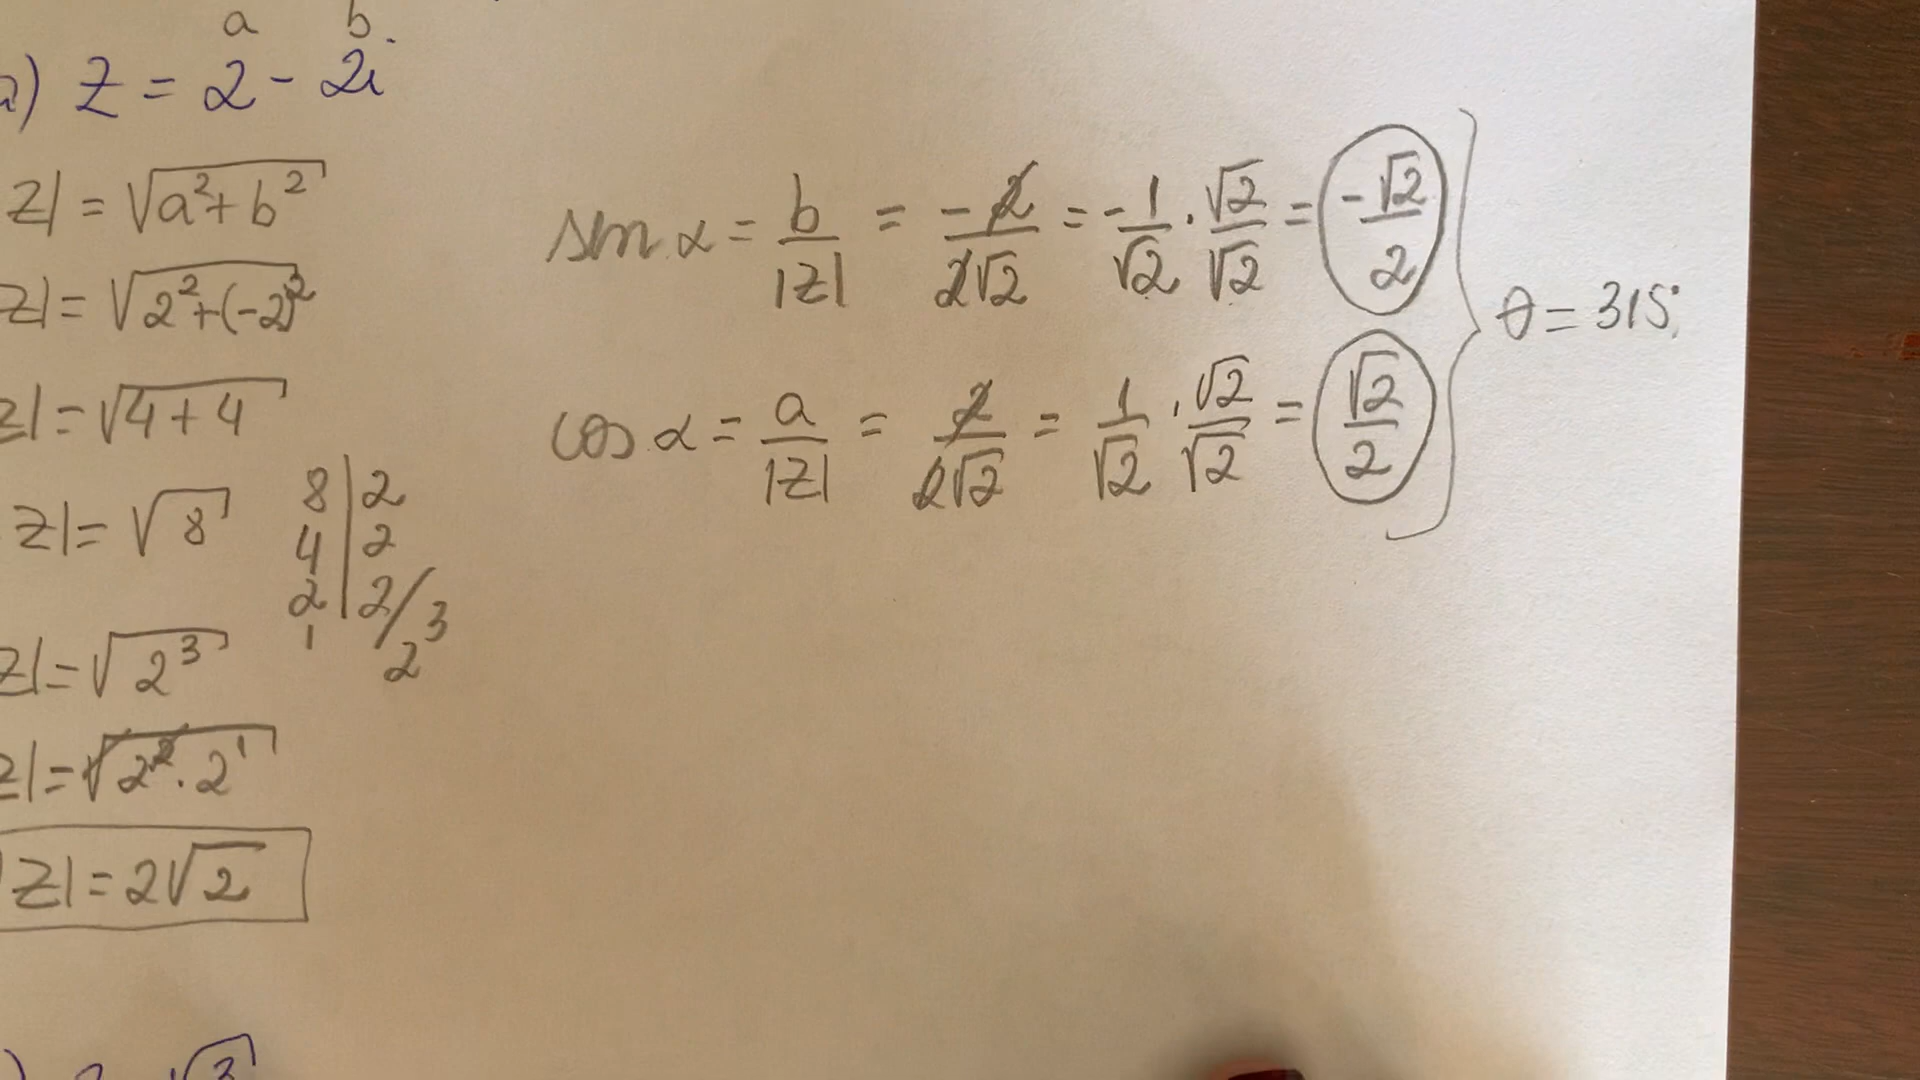 a b
a) z = 2 - 2i
|z| = √(a² + b²)
|z| = √(2² + (-2)²)
|z| = √(4 + 4)
|z| = √8
8 | 2
4 | 2
2 | 2 / 2³
1
|z| = √(2³)
|z| = √(2² · 2¹)
|z| = 2√2
sen α = b/|z| = -2/(2√2) = -1/√2 · √2/√2 = -√2/2
cos α = a/|z| = 2/(2√2) = 1/√2 · √2/√2 = √2/2
θ = 315°